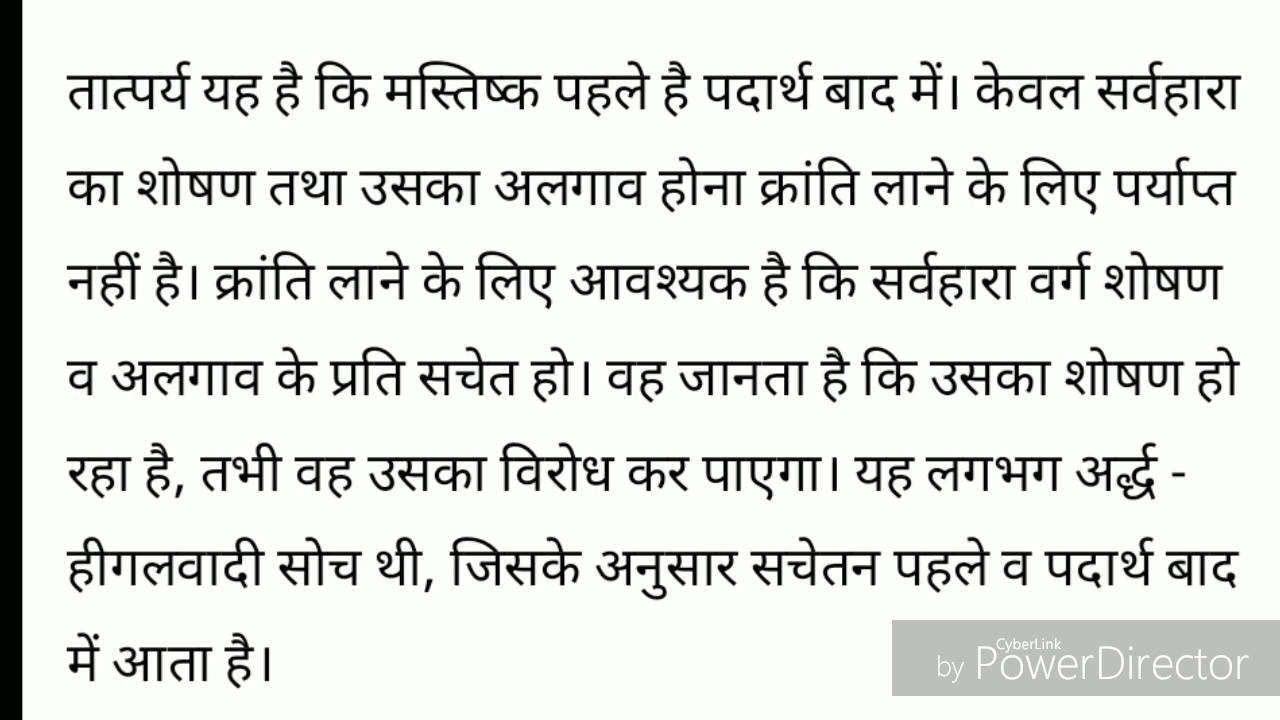 तात्पर्य यह है कि मस्तिष्क पहले है पदार्थ बाद में। केवल सर्वहारा
का शोषण तथा उसका अलगाव होना क्रांति लाने के लिए पर्याप्त
नहीं है। क्रांति लाने के लिए आवश्यक है कि सर्वहारा वर्ग शोषण
व अलगाव के प्रति सचेत हो। वह जानता है कि उसका शोषण हो
रहा है, तभी वह उसका विरोध कर पाएगा। यह लगभग अर्द्ध -
हीगलवादी सोच थी, जिसके अनुसार सचेतन पहले व पदार्थ बाद
में आता है।
CyberLink
by PowerDirector